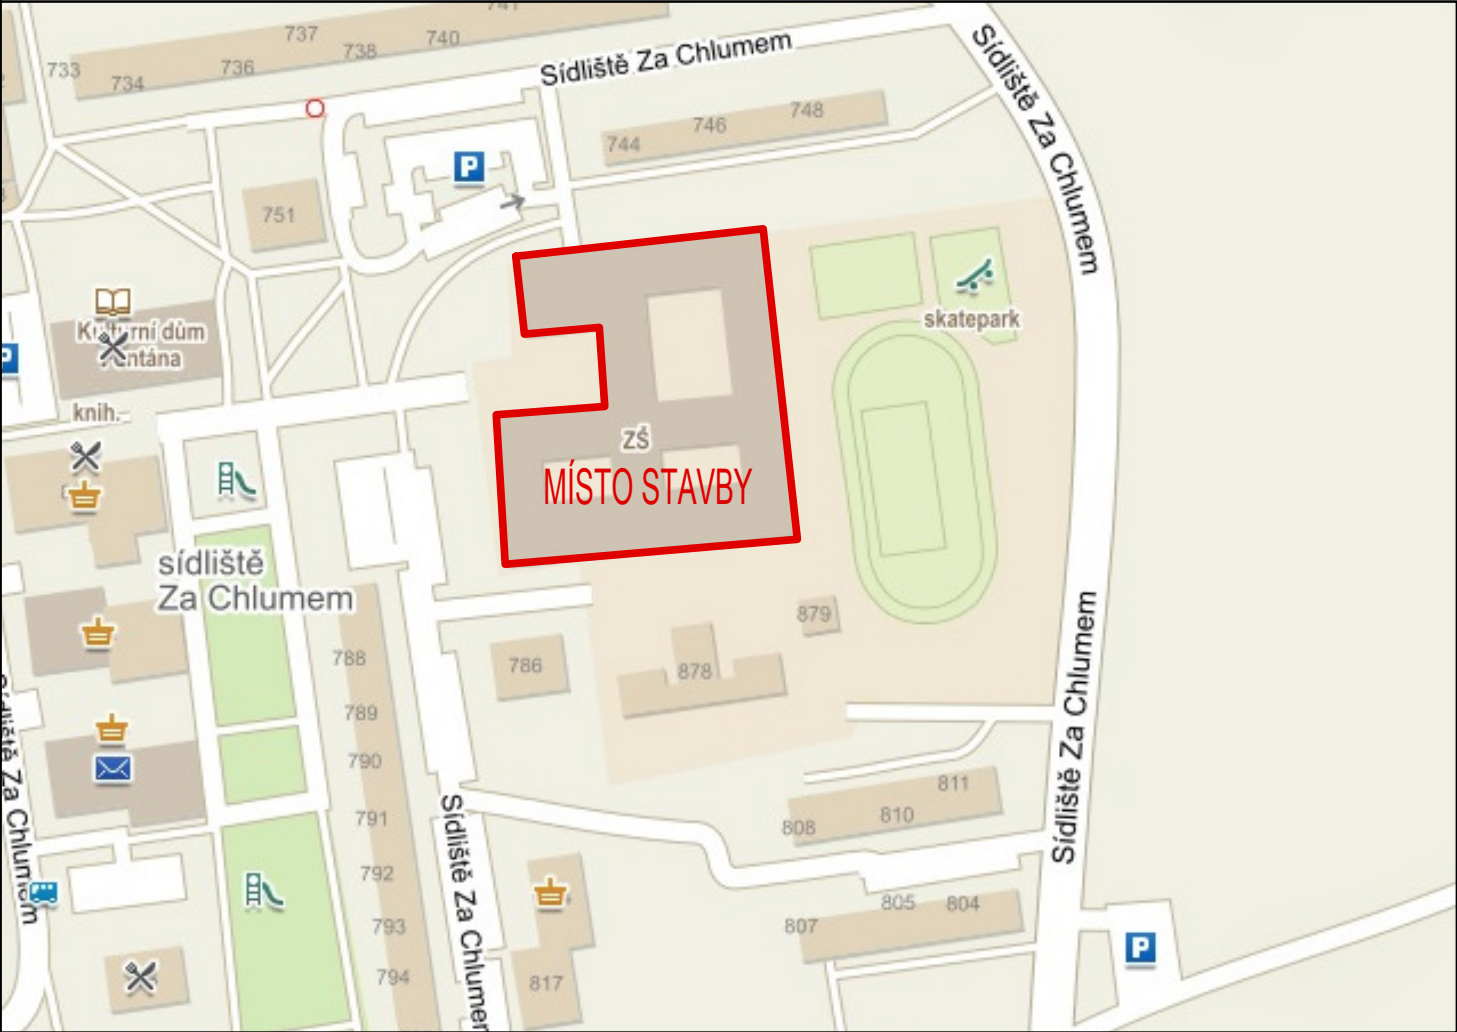 741
737
738
740
733
734
736
Sídliště Za Chlumem
Sídliště Za Chlumem
744
746
748
P
751
skatepark
Kulturní dům
P
knih.
ZŠ
MÍSTO STAVBY
sídliště
Za Chlumem
788
786
879
878
789
790
791
792
793
794
Sídliště Za Chlumem
Sídliště Za Chlumem
Sídliště Za Chlumem
811
810
808
805
804
807
817
P